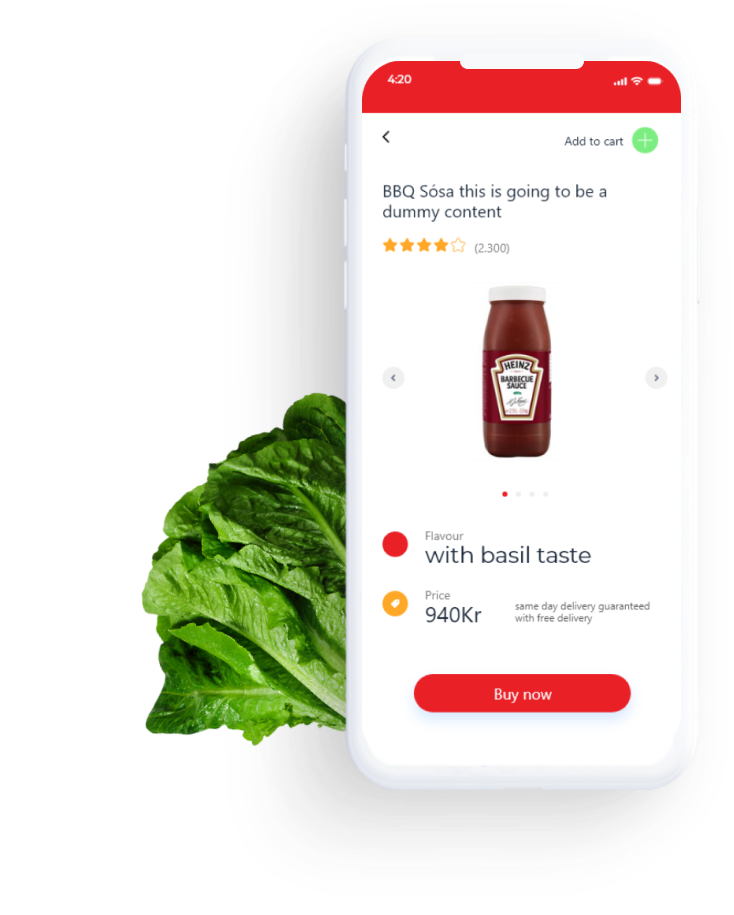 4:20
Add to cart
BBQ Sósa this is going to be a
dummy content
(2.300)
HEINZ
BARBECUE
SAUCE
Flavour
with basil taste
Price
940Kr
same day delivery guaranteed
with free delivery
Buy now